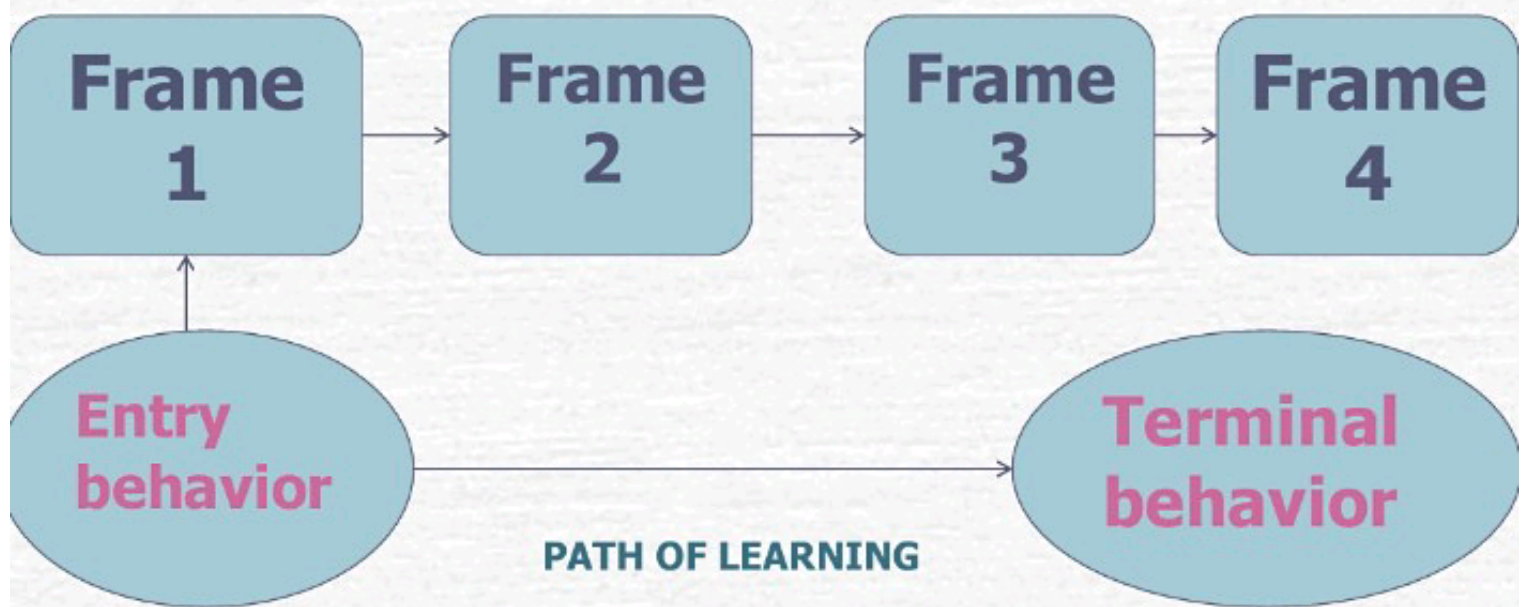 Frame
1
Frame
2
Frame
3
Frame
4
Entry
behavior
Terminal
behavior
PATH OF LEARNING